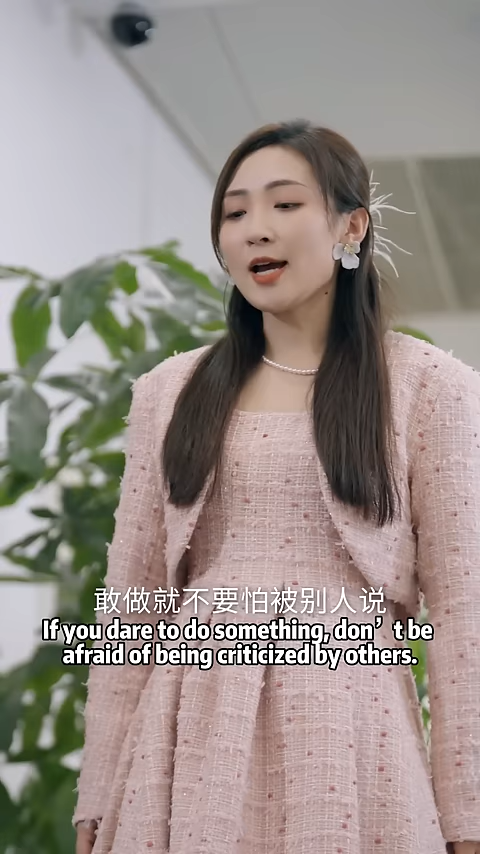 敢做就不要怕被别人说
If you dare to do something, don’t be
afraid of being criticized by others.